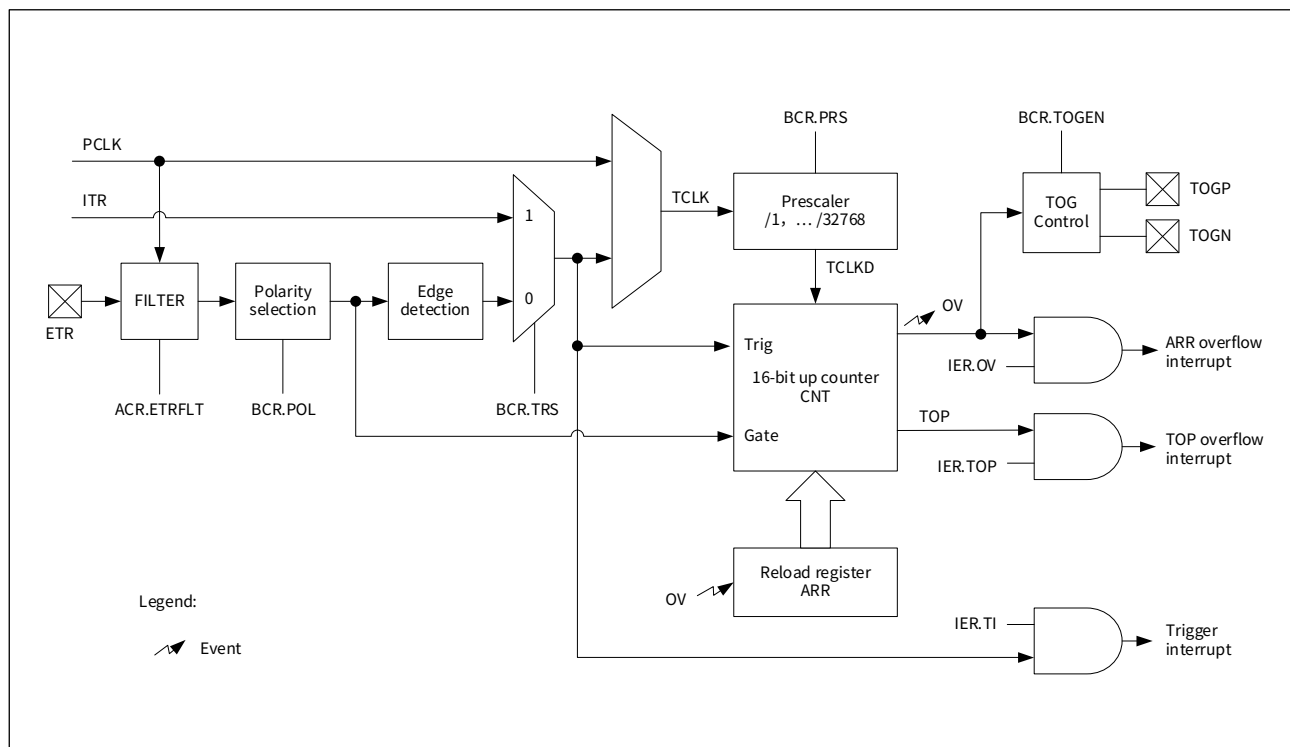 BCR.PRS
BCR.TOGEN
PCLK
ITR
1
TCLK
Prescaler
/1, … /32768
TOG
Control
TOGP
TOGN
TCLKD
ETR
FILTER
Polarity
selection
Edge
detection
0
OV
Trig
16-bit up counter
CNT
Gate
IER.OV
ARR overflow
interrupt
ACR.ETRFLT
BCR.POL
BCR.TRS
TOP
IER.TOP
TOP overflow
interrupt
Reload register
ARR
OV
Legend:
Event
IER.TI
Trigger
interrupt